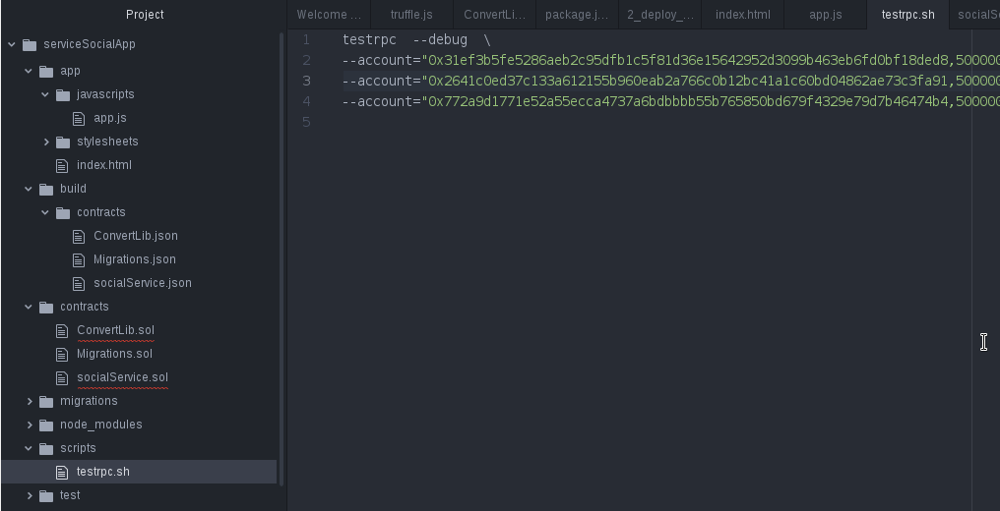 Project
serviceSocialApp
app
javascripts
app.js
stylesheets
index.html
build
contracts
ConvertLib.json
Migrations.json
socialService.json
contracts
ConvertLib.sol
Migrations.sol
socialService.sol
migrations
node_modules
scripts
testrpc.sh
test
Welcome ... truffle.js ConvertLi... package.j... 2_deploy_... index.html app.js testrpc.sh socialS
1 testrpc --debug \
2 --account="0x31ef3b5fe5286aeb2c95dfb1c5f81d36e15642952d3099b463eb6fd0bf18ded8,500000
3 --account="0x2641c0ed37c133a612155b960eab2a766c0b12bc41a1c60bd04862ae73c3fa91,500000
4 --account="0x772a9d1771e52a55ecca4737a6bdbbbb55b765850bd679f4329e79d7b46474b4,500000
5